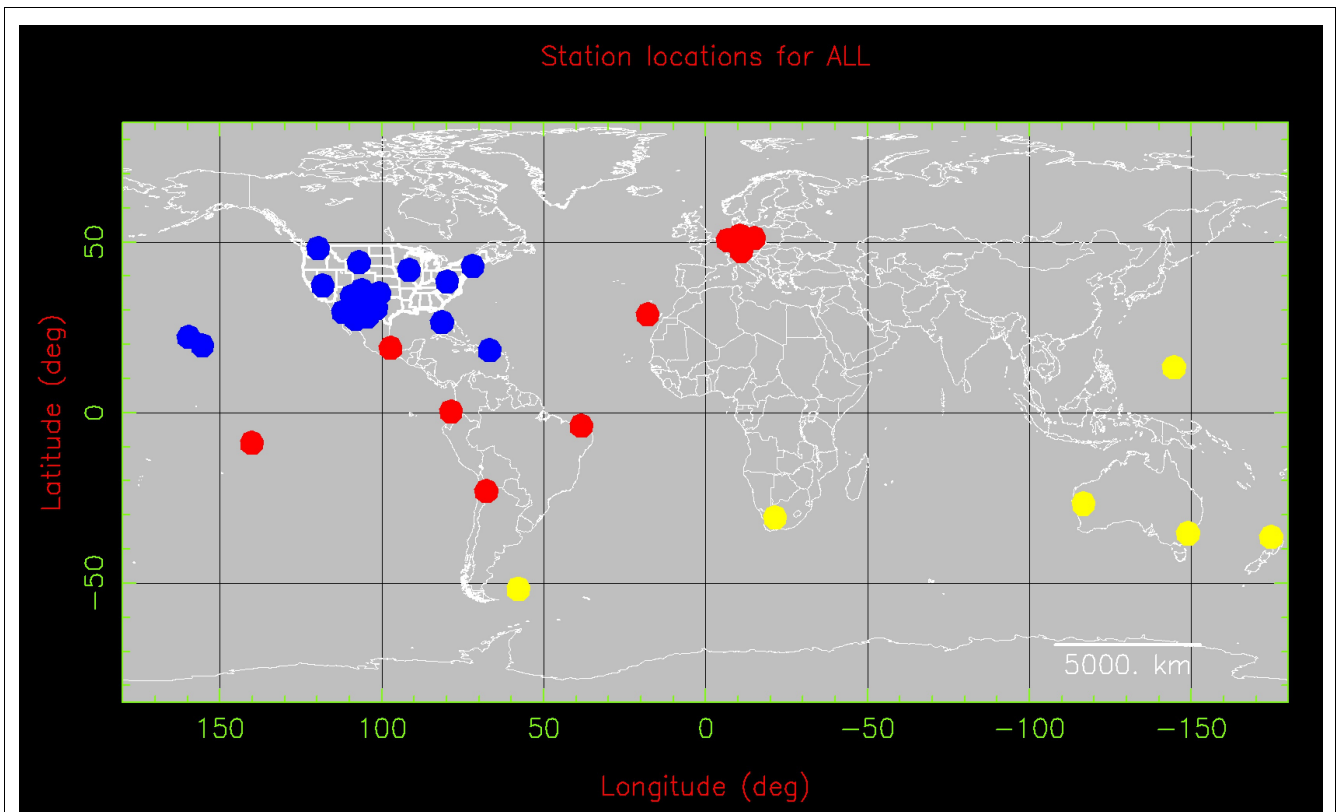 Station locations for ALL
Latitude (deg)
50
0
-50
5000. km
150 100 50 0 -50 -100 -150
Longitude (deg)